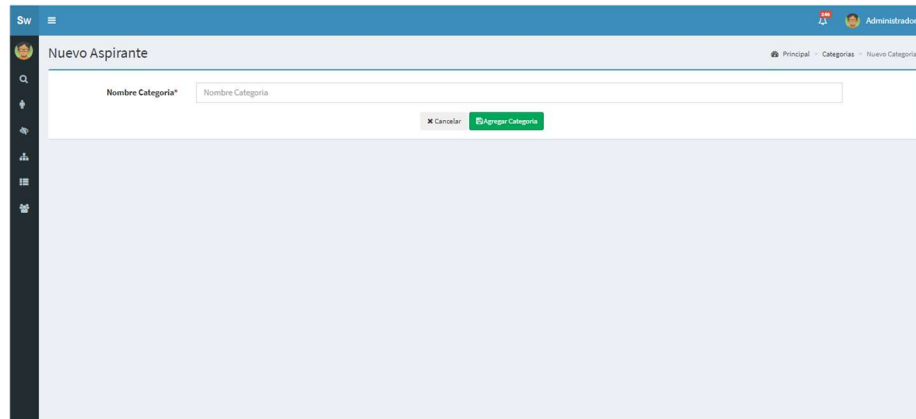 SW Administrador
Nuevo Aspirante Principal Categorias Nuevo Categoria
Nombre Categoria* Nombre Categoria
Cancelar Agregar Categoria